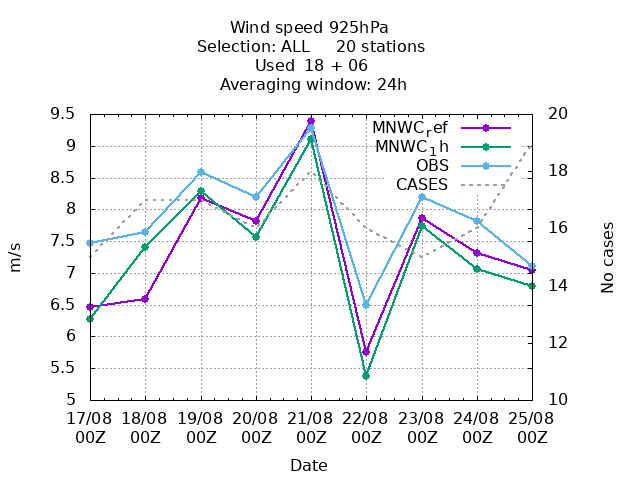 Wind speed 925hPa
Selection: ALL     20 stations
Used  18 + 06
Averaging window: 24h
9.5
9
8.5
8
7.5
7
6.5
6
5.5
5
m/s
20
18
16
14
12
10
No cases
MNWCref
MNWC1h
OBS
CASES
17/08 18/08 19/08 20/08 21/08 22/08 23/08 24/08 25/08
00Z 00Z 00Z 00Z 00Z 00Z 00Z 00Z 00Z
Date